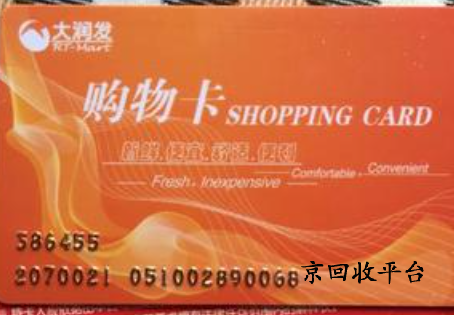 大润发
RT-Mart
购物卡 SHOPPING CARD
新鲜.便宜.舒适.便利
Fresh. Inexpensive Comfortable. Convenient
586455
2070021 051002890068 京回收平台